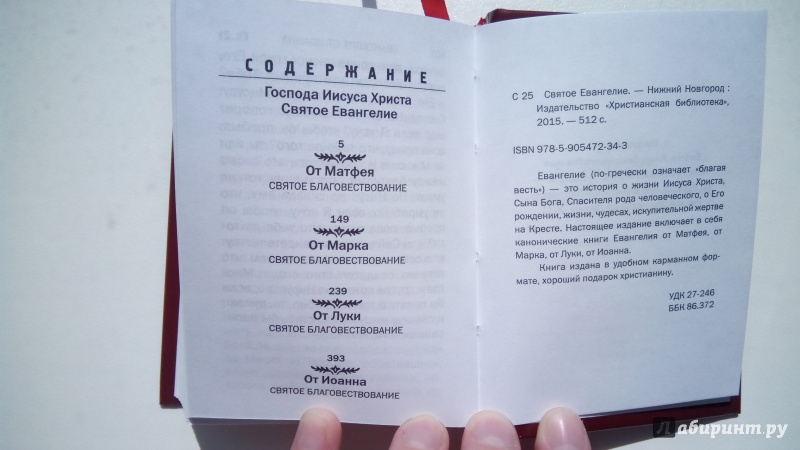 СОДЕРЖАНИЕ
Господа Иисуса Христа
Святое Евангелие
5
От Матфея
СВЯТОЕ БЛАГОВЕСТВОВАНИЕ
149
От Марка
СВЯТОЕ БЛАГОВЕСТВОВАНИЕ
239
От Луки
СВЯТОЕ БЛАГОВЕСТВОВАНИЕ
393
От Иоанна
СВЯТОЕ БЛАГОВЕСТВОВАНИЕ
С 25 Святое Евангелие. — Нижний Новгород :
Издательство «Христианская библиотека»,
2015. — 512 с.
ISBN 978-5-905472-34-3
Евангелие (по-гречески означает «благая
весть») — это история о жизни Иисуса Христа,
Сына Бога, Спасителя рода человеческого, о Его
рождении, жизни, чудесах, искупительной жертве
на Кресте. Настоящее издание включает в себя
канонические книги Евангелия от Матфея, от
Марка, от Луки, от Иоанна.
Книга издана в удобном карманном фор-
мате, хороший подарок христианину.
УДК 27-246
ББК 86.372
Лабиринт.ру